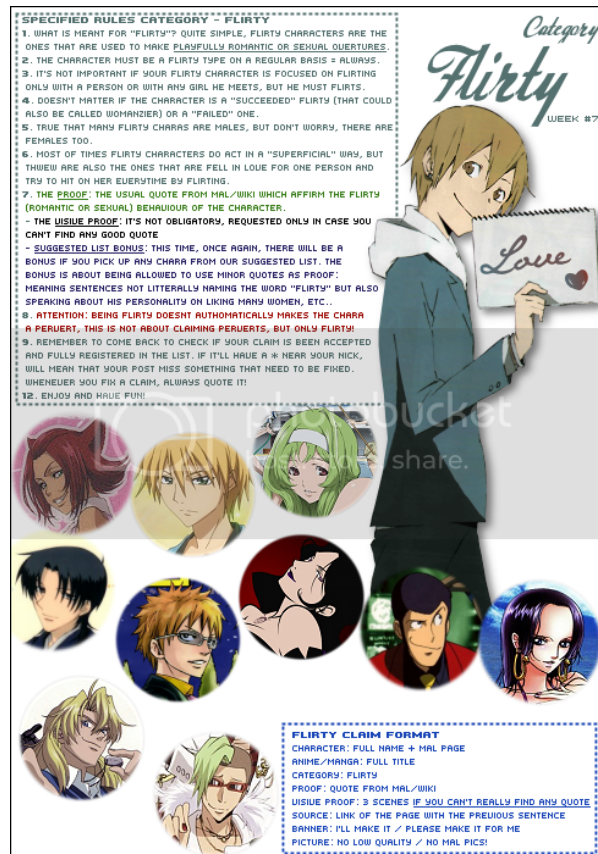 SPECIFIED RULES CATEGORY - FLIRTY
1. WHAT IS MEANT FOR "FLIRTY"? QUITE SIMPLE, FLIRTY CHARACTERS ARE THE
ONES THAT ARE USED TO MAKE PLAYFULLY ROMANTIC OR SEXUAL OVERTURES.
2. THE CHARACTER MUST BE A FLIRTY TYPE ON A REGULAR BASIS = ALWAYS.
3. IT'S NOT IMPORTANT IF YOUR FLIRTY CHARACTER IS FOCUSED ON FLIRTING
ONLY WITH A PERSON OR WITH ANY GIRL HE MEETS, BUT HE MUST FLIRTS.
4. DOESN'T MATTER IF THE CHARACTER IS A "SUCCEEDED" FLIRTY (THAT COULD
ALSO BE CALLED WOMANZIER) OR A "FAILED" ONE.
5. TRUE THAT MANY FLIRTY CHARAS ARE MALES, BUT DON'T WORRY, THERE ARE
FEMALES TOO.
6. MOST OF TIMES FLIRTY CHARACTERS DO ACT IN A "SUPERFICIAL" WAY, BUT
THWEW ARE ALSO THE ONES THAT ARE FELL IN LOVE FOR ONE PERSON AND
TRY TO HIT ON HER EVERYTIME BY FLIRTING.
7. THE PROOF: THE USUAL QUOTE FROM MAL/WIKI WHICH AFFIRM THE FLIRTY
(ROMANTIC OR SEXUAL) BEHAUOUR OF THE CHARACTER.
- THE VISIVE PROOF: IT'S NOT OBLIGATORY, REQUESTED ONLY IN CASE YOU
CAN'T FIND ANY GOOD QUOTE
- SUGGESTED LIST BONUS: THIS TIME, ONCE AGAIN, THERE WILL BE A
BONUS IF YOU PICK UP ANY CHARA FROM OUR SUGGESTED LIST. THE
BONUS IS ABOUT BEING ALLOWED TO USE MINOR QUOTES AS PROOF:
MEANING SENTENCES NOT LITTERALLY NAMING THE WORD "FLIRTY" BUT ALSO
SPEAKING ABOUT HIS PERSONALITY ON LIKING MANY WOMEN, ETC..
8. ATTENTION: BEING FLIRTY DOESNT AUTHOMATICALLY MAKES THE CHARA
A PERVERT, THIS IS NOT ABOUT CLAIMING PERVERTS, BUT ONLY FLIRTY!
9. REMEMBER TO COME BACK TO CHECK IF YOUR CLAIM IS BEEN ACCEPTED
AND FULLY REGISTERED IN THE LIST. IF IT'LL HAVE A * NEAR YOUR NICK,
WILL MEAN THAT YOUR POST MISS SOMETHING THAT NEED TO BE FIXED.
WHENEVER YOU FIX A CLAIM, ALWAYS QUOTE IT!
12. ENJOY AND HAVE FUN!
Category
Flirty
WEEK #7
Love
photobucket
host. store. share.
FLIRTY CLAIM FORMAT
CHARACTER: FULL NAME + MAL PAGE
ANIME/MANGA: FULL TITLE
CATEGORY: FLIRTY
PROOF: QUOTE FROM MAL/WIKI
VISIVE PROOF: 3 SCENES IF YOU CAN'T REALLY FIND ANY QUOTE
SOURCE: LINK OF THE PAGE WITH THE PREVIOUS SENTENCE
BANNER: I'LL MAKE IT / PLEASE MAKE IT FOR ME
PICTURE: NO LOW QUALITY / NO MAL PICS!